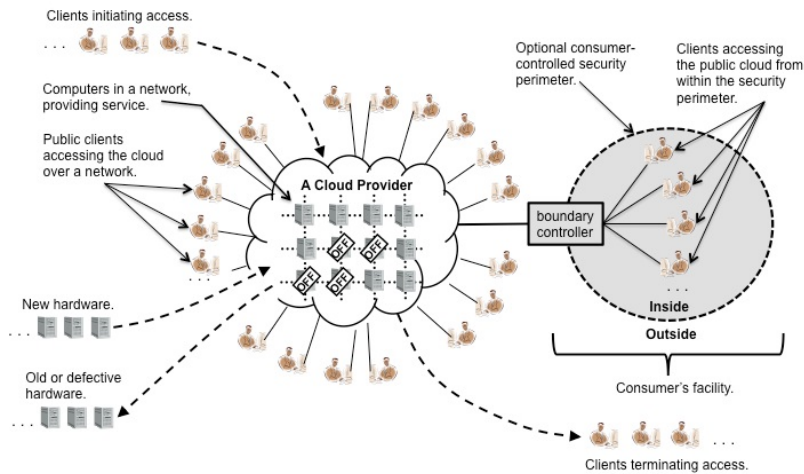 Clients initiating access.
. . .
Computers in a network,
providing service.
Public clients
accessing the cloud
over a network.
. . .
A Cloud Provider
OFF OFF
OFF OFF
Optional consumer-
controlled security
perimeter.
Clients accessing
the public cloud from
within the security
perimeter.
boundary
controller
. . .
Inside
Outside
Consumer’s facility.
New hardware.
. . .
Old or defective
hardware.
. . .
. . .
Clients terminating access.